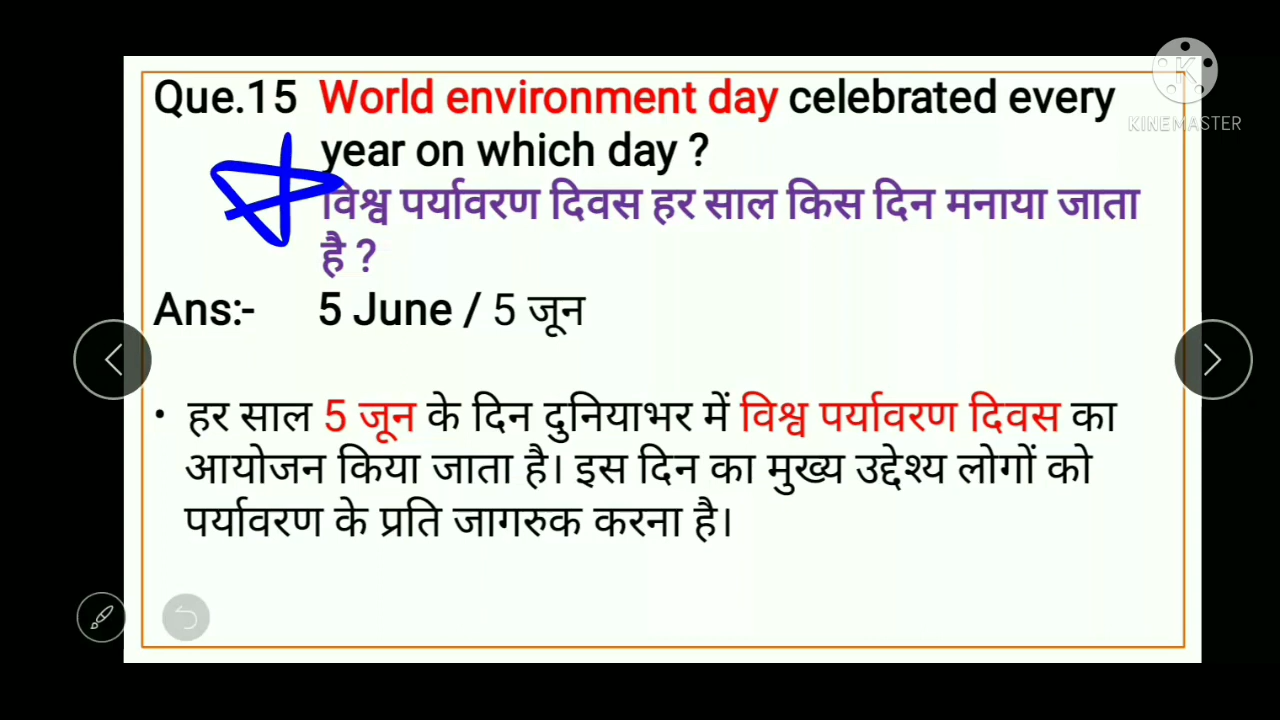 Que.15 World environment day celebrated every
year on which day ?
विश्व पर्यावरण दिवस हर साल किस दिन मनाया जाता
है ?
Ans:- 5 June / 5 जून
• हर साल 5 जून के दिन दुनियाभर में विश्व पर्यावरण दिवस का
आयोजन किया जाता है। इस दिन का मुख्य उद्देश्य लोगों को
पर्यावरण के प्रति जागरुक करना है।
K
KINEMASTER